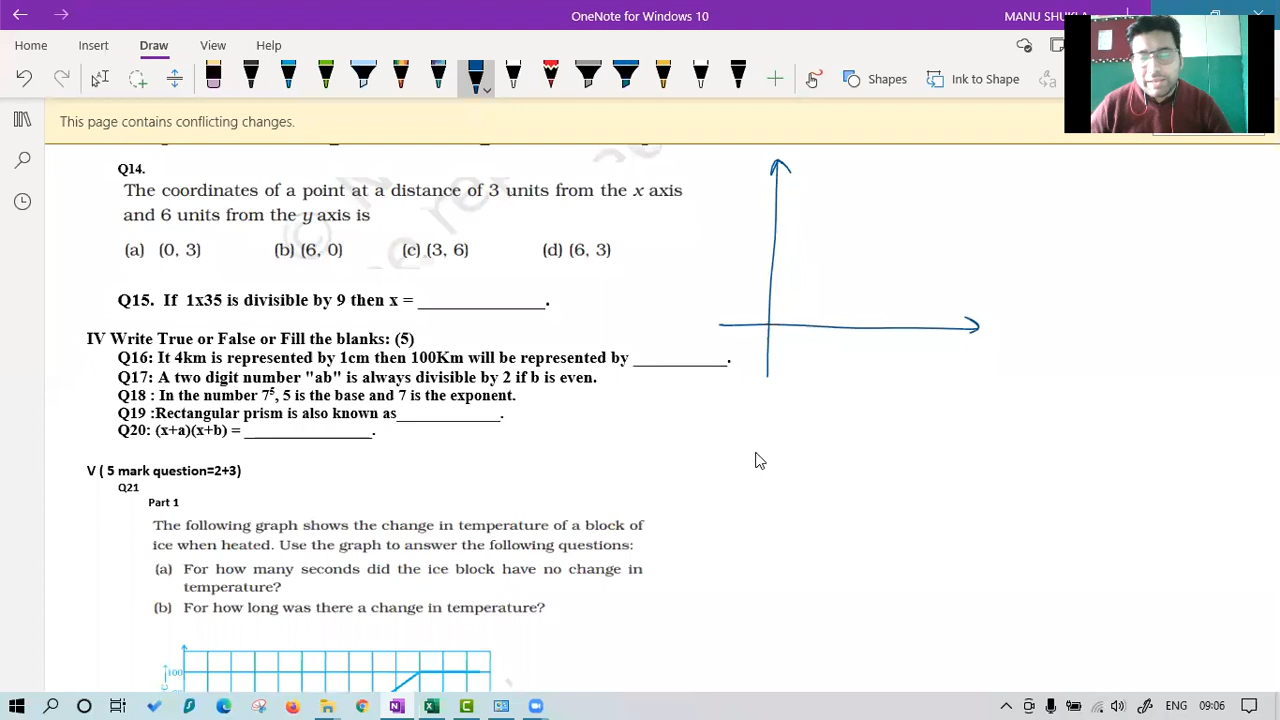 OneNote for Windows 10
MANU SHUKLA
Home Insert Draw View Help
Shapes Ink to Shape
This page contains conflicting changes.
Q14.
The coordinates of a point at a distance of 3 units from the x axis
and 6 units from the y axis is
(a) (0, 3) (b) (6, 0) (c) (3, 6) (d) (6, 3)
Q15. If 1x35 is divisible by 9 then x = ______________.
IV Write True or False or Fill the blanks: (5)
Q16: It 4km is represented by 1cm then 100Km will be represented by __________.
Q17: A two digit number "ab" is always divisible by 2 if b is even.
Q18 : In the number 7⁵, 5 is the base and 7 is the exponent.
Q19 :Rectangular prism is also known as____________.
Q20: (x+a)(x+b) = ______________.
V ( 5 mark question=2+3)
Q21
Part 1
The following graph shows the change in temperature of a block of
ice when heated. Use the graph to answer the following questions:
(a) For how many seconds did the ice block have no change in
temperature?
(b) For how long was there a change in temperature?
100
ENG 09:06